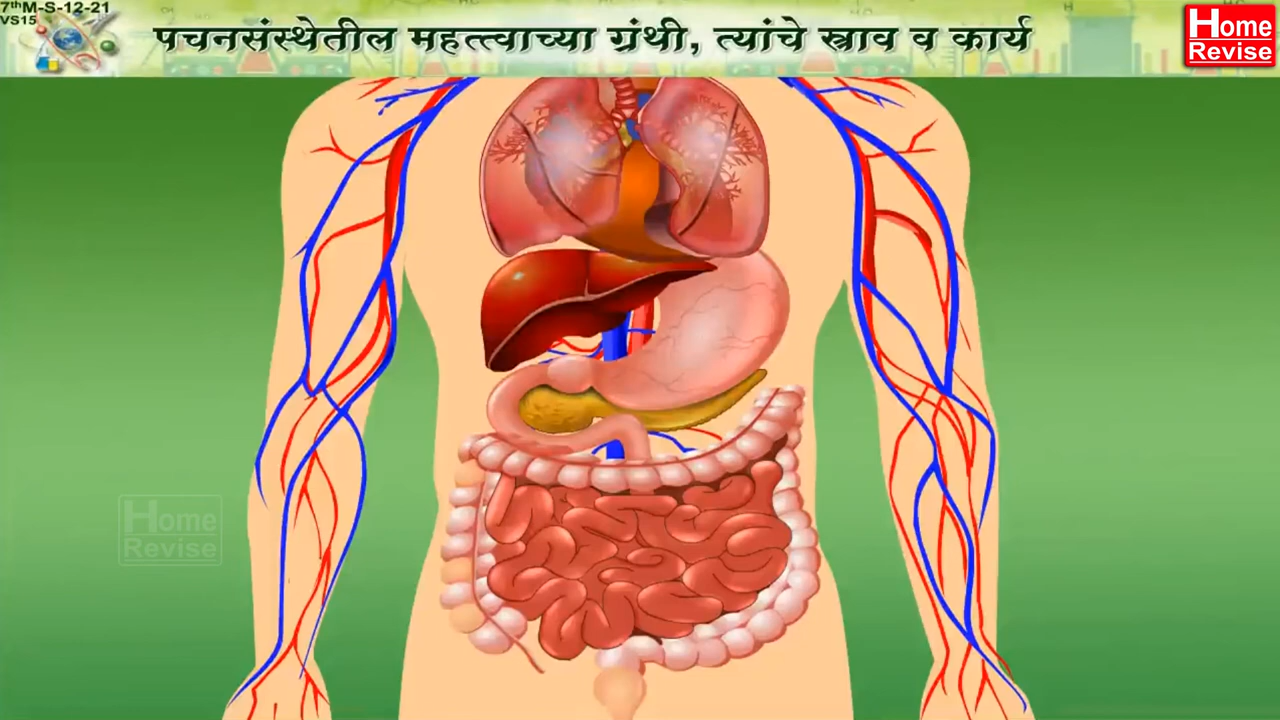 7thM-S-12-21
VS15
पचनसंस्थेतील महत्त्वाच्या ग्रंथी, त्यांचे स्राव व कार्य
Home
Revise
Home
Revise